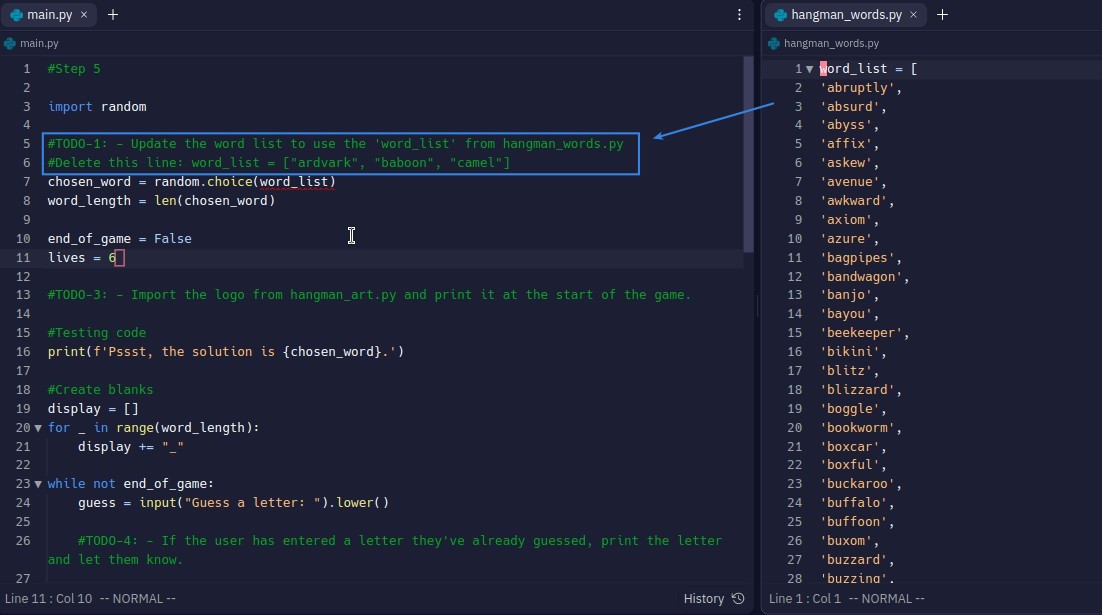 main.py × +
main.py
1 #Step 5
2
3 import random
4
5 #TODO-1: - Update the word list to use the 'word_list' from hangman_words.py
6 #Delete this line: word_list = ["ardvark", "baboon", "camel"]
7 chosen_word = random.choice(word_list)
8 word_length = len(chosen_word)
9
10 end_of_game = False
11 lives = 6
12
13 #TODO-3: - Import the logo from hangman_art.py and print it at the start of the game.
14
15 #Testing code
16 print(f'Pssst, the solution is {chosen_word}.')
17
18 #Create blanks
19 display = []
20 for _ in range(word_length):
21     display += "_"
22
23 while not end_of_game:
24     guess = input("Guess a letter: ").lower()
25
26     #TODO-4: - If the user has entered a letter they've already guessed, print the letter
and let them know.
27
Line 11 : Col 10 -- NORMAL --
History
hangman_words.py × +
hangman_words.py
1 word_list = [
2 'abruptly',
3 'absurd',
4 'abyss',
5 'affix',
6 'askew',
7 'avenue',
8 'awkward',
9 'axiom',
10 'azure',
11 'bagpipes',
12 'bandwagon',
13 'banjo',
14 'bayou',
15 'beekeeper',
16 'bikini',
17 'blitz',
18 'blizzard',
19 'boggle',
20 'bookworm',
21 'boxcar',
22 'boxful',
23 'buckaroo',
24 'buffalo',
25 'buffoon',
26 'buxom',
27 'buzzard',
28 'buzzing',
Line 1 : Col 1 -- NORMAL --